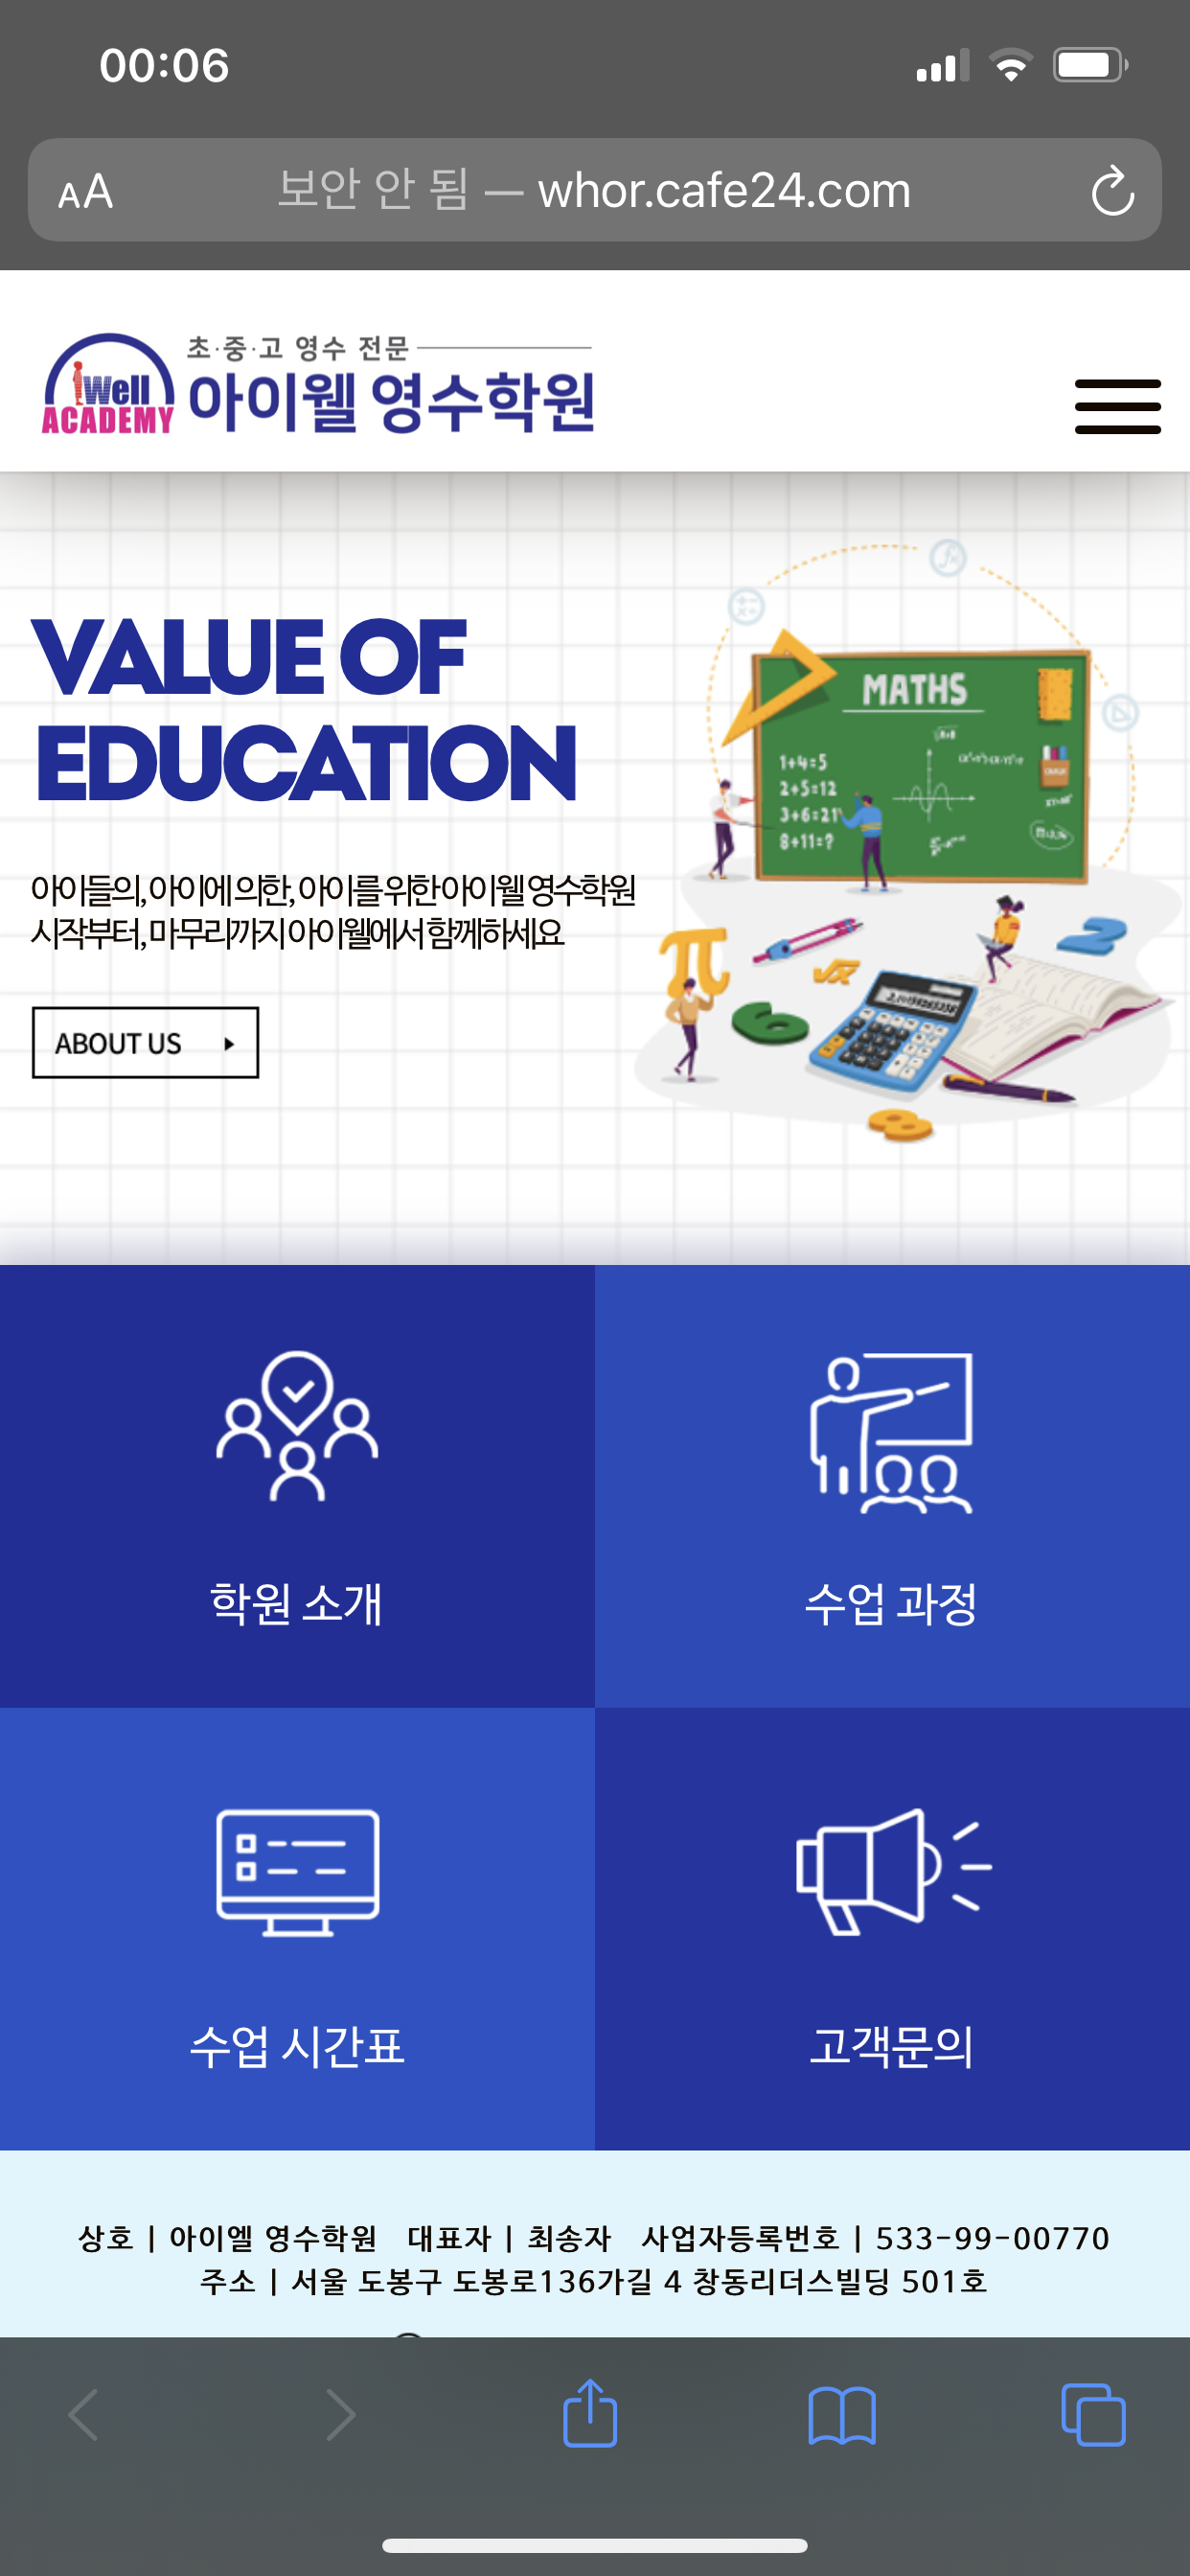 00:06
AA 보안 안 됨 — whor.cafe24.com
초·중·고 영수 전문
iWell
ACADEMY
아이웰 영수학원
VALUE OF
EDUCATION
아이들의, 아이에 의한, 아이를 위한 아이웰 영수학원
시작부터, 마무리까지 아이웰에서 함께하세요
ABOUT US
MATHS
1+4=5
2+5=12
3+6=21
8+11=?
π
√x
2
6
8
학원 소개
수업 과정
수업 시간표
고객문의
상호 | 아이엘 영수학원 대표자 | 최송자 사업자등록번호 | 533-99-00770
주소 | 서울 도봉구 도봉로136가길 4 창동리더스빌딩 501호